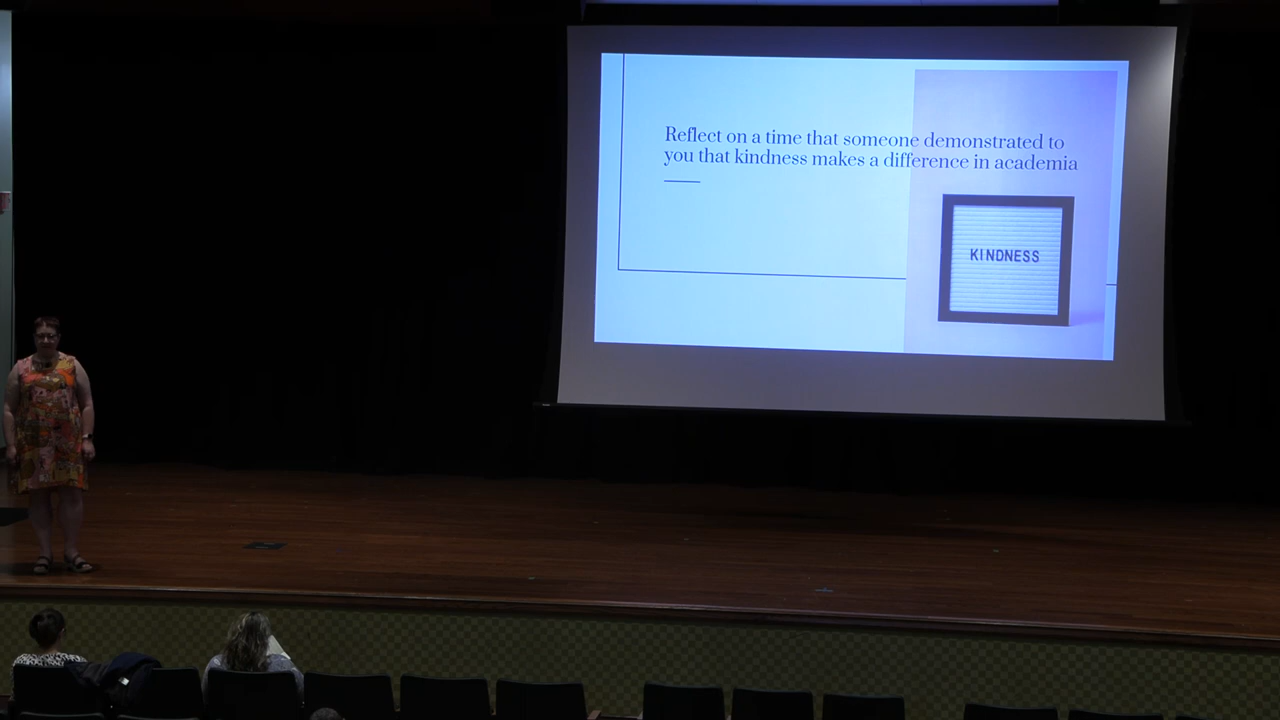 Reflect on a time that someone demonstrated to
you that kindness makes a difference in academia
KINDNESS